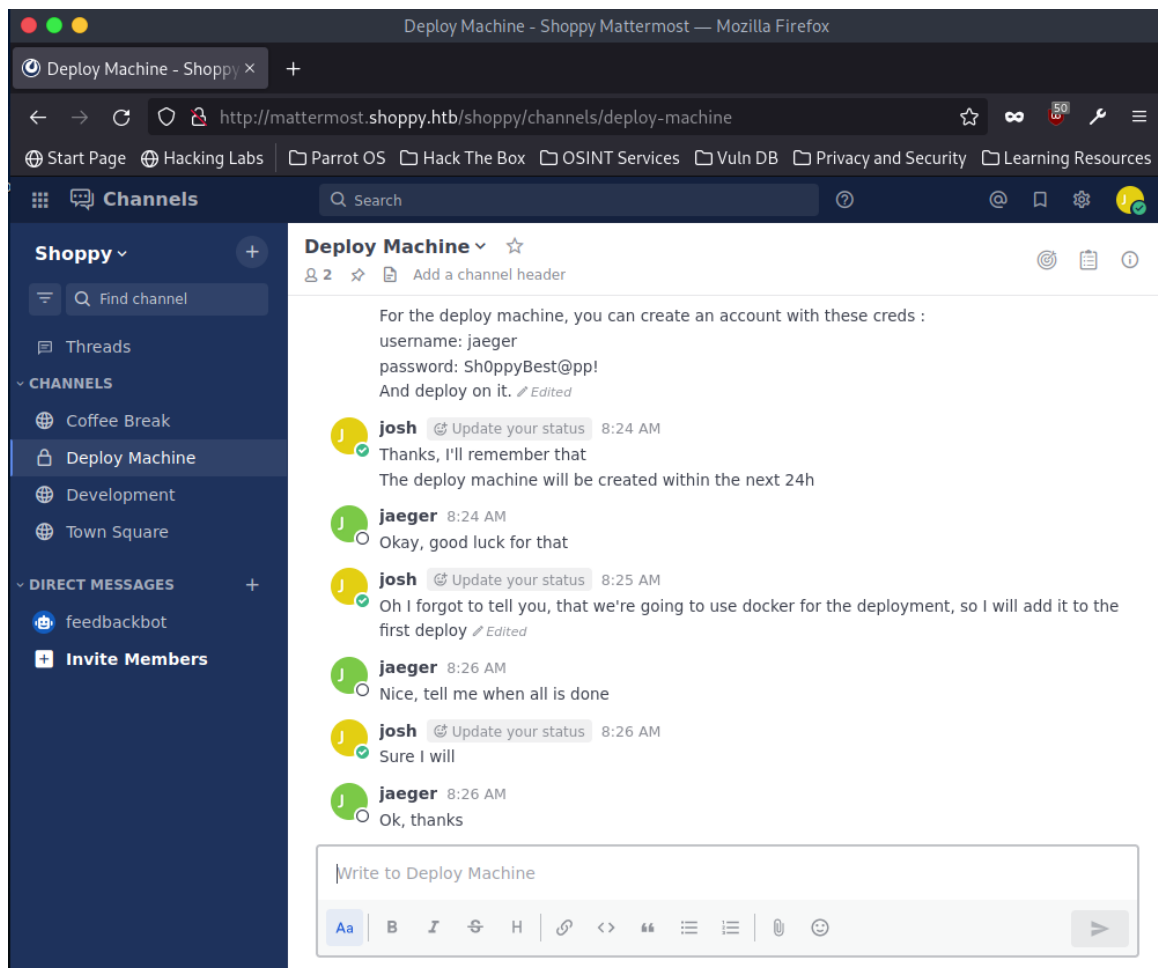 Deploy Machine - Shoppy Mattermost — Mozilla Firefox
Deploy Machine - Shoppy
http://mattermost.shoppy.htb/shoppy/channels/deploy-machine
50
Start Page Hacking Labs Parrot OS Hack The Box OSINT Services Vuln DB Privacy and Security Learning Resources
Channels
Search
Shoppy
Find channel
Threads
CHANNELS
Coffee Break
Deploy Machine
Development
Town Square
DIRECT MESSAGES
feedbackbot
Invite Members
Deploy Machine
2 Add a channel header
For the deploy machine, you can create an account with these creds :
username: jaeger
password: Sh0ppyBest@pp!
And deploy on it. Edited
J josh Update your status 8:24 AM
Thanks, I'll remember that
The deploy machine will be created within the next 24h
J jaeger 8:24 AM
Okay, good luck for that
J josh Update your status 8:25 AM
Oh I forgot to tell you, that we're going to use docker for the deployment, so I will add it to the
first deploy Edited
J jaeger 8:26 AM
Nice, tell me when all is done
J josh Update your status 8:26 AM
Sure I will
J jaeger 8:26 AM
Ok, thanks
Write to Deploy Machine
Aa B I S H